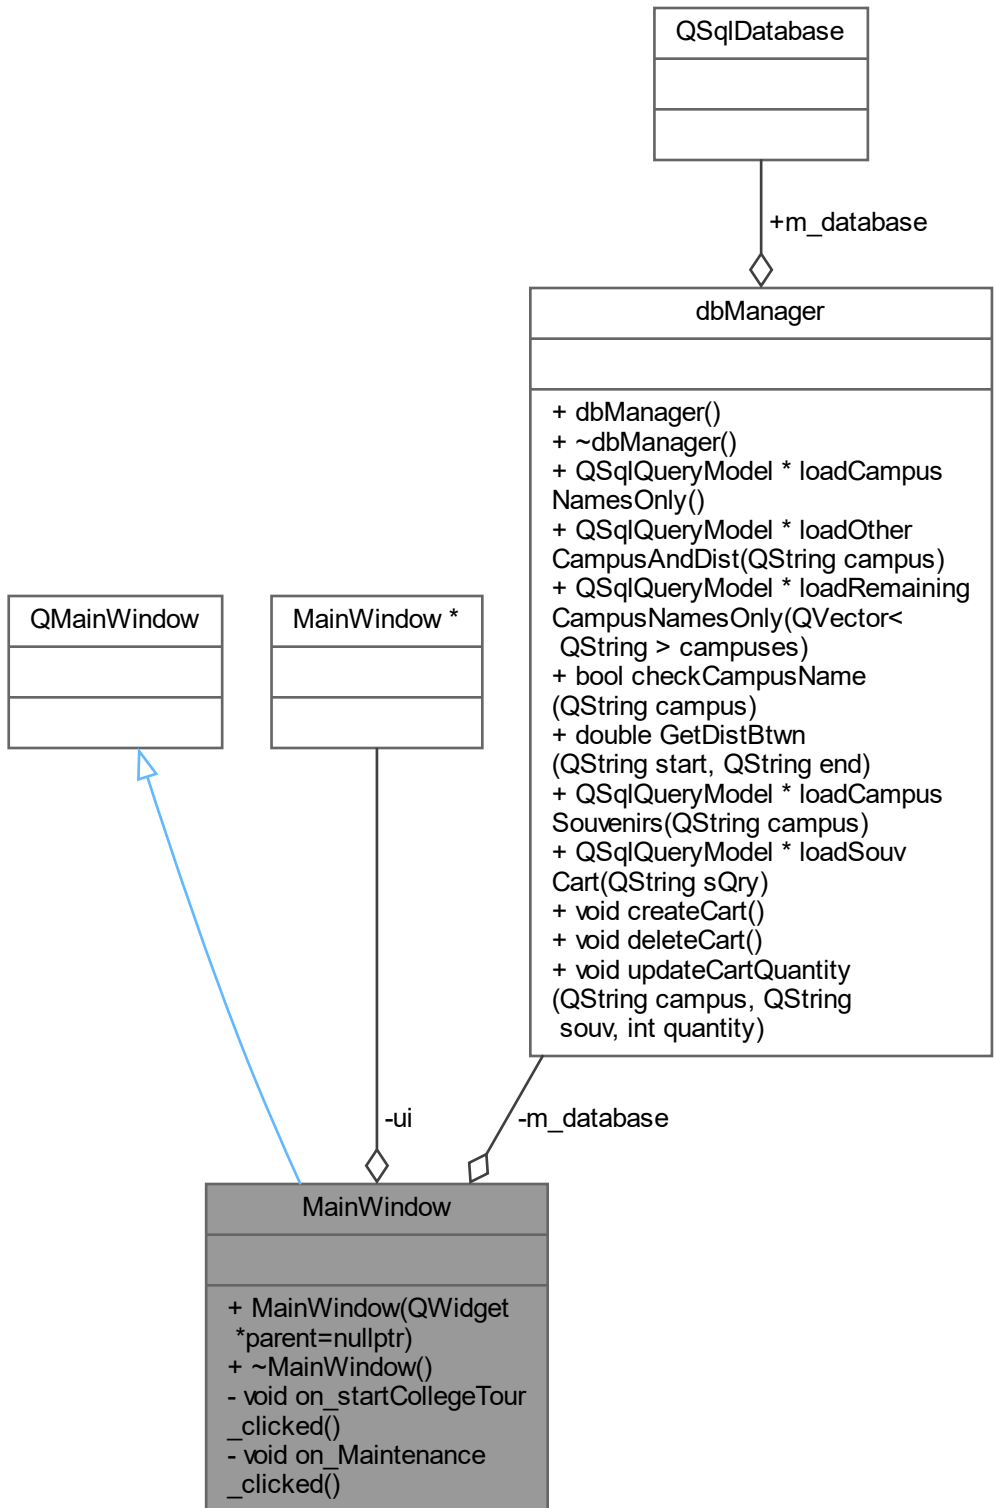 QSqlDatabase
+m_database
dbManager
+ dbManager()
+ ~dbManager()
+ QSqlQueryModel * loadCampus
NamesOnly()
+ QSqlQueryModel * loadOther
CampusAndDist(QString campus)
+ QSqlQueryModel * loadRemaining
CampusNamesOnly(QVector<
QString > campuses)
+ bool checkCampusName
(QString campus)
+ double GetDistBtwn
(QString start, QString end)
+ QSqlQueryModel * loadCampus
Souvenirs(QString campus)
+ QSqlQueryModel * loadSouv
Cart(QString sQry)
+ void createCart()
+ void deleteCart()
+ void updateCartQuantity
(QString campus, QString
souv, int quantity)
QMainWindow
MainWindow *
-ui
-m_database
MainWindow
+ MainWindow(QWidget
*parent=nullptr)
+ ~MainWindow()
- void on_startCollegeTour
_clicked()
- void on_Maintenance
_clicked()